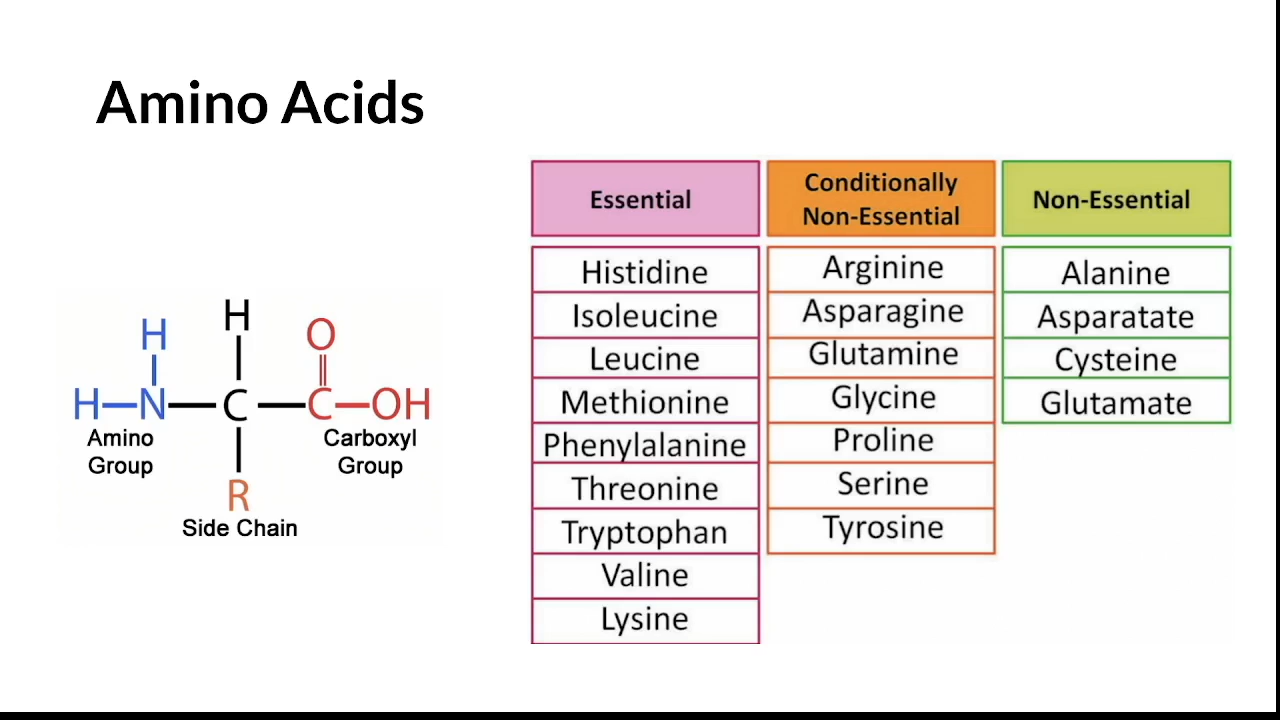 Amino Acids
H
H
O
H N C C OH
Amino
Group
Carboxyl
Group
R
Side Chain
Essential
Histidine
Isoleucine
Leucine
Methionine
Phenylalanine
Threonine
Tryptophan
Valine
Lysine
Conditionally
Non-Essential
Arginine
Asparagine
Glutamine
Glycine
Proline
Serine
Tyrosine
Non-Essential
Alanine
Asparatate
Cysteine
Glutamate